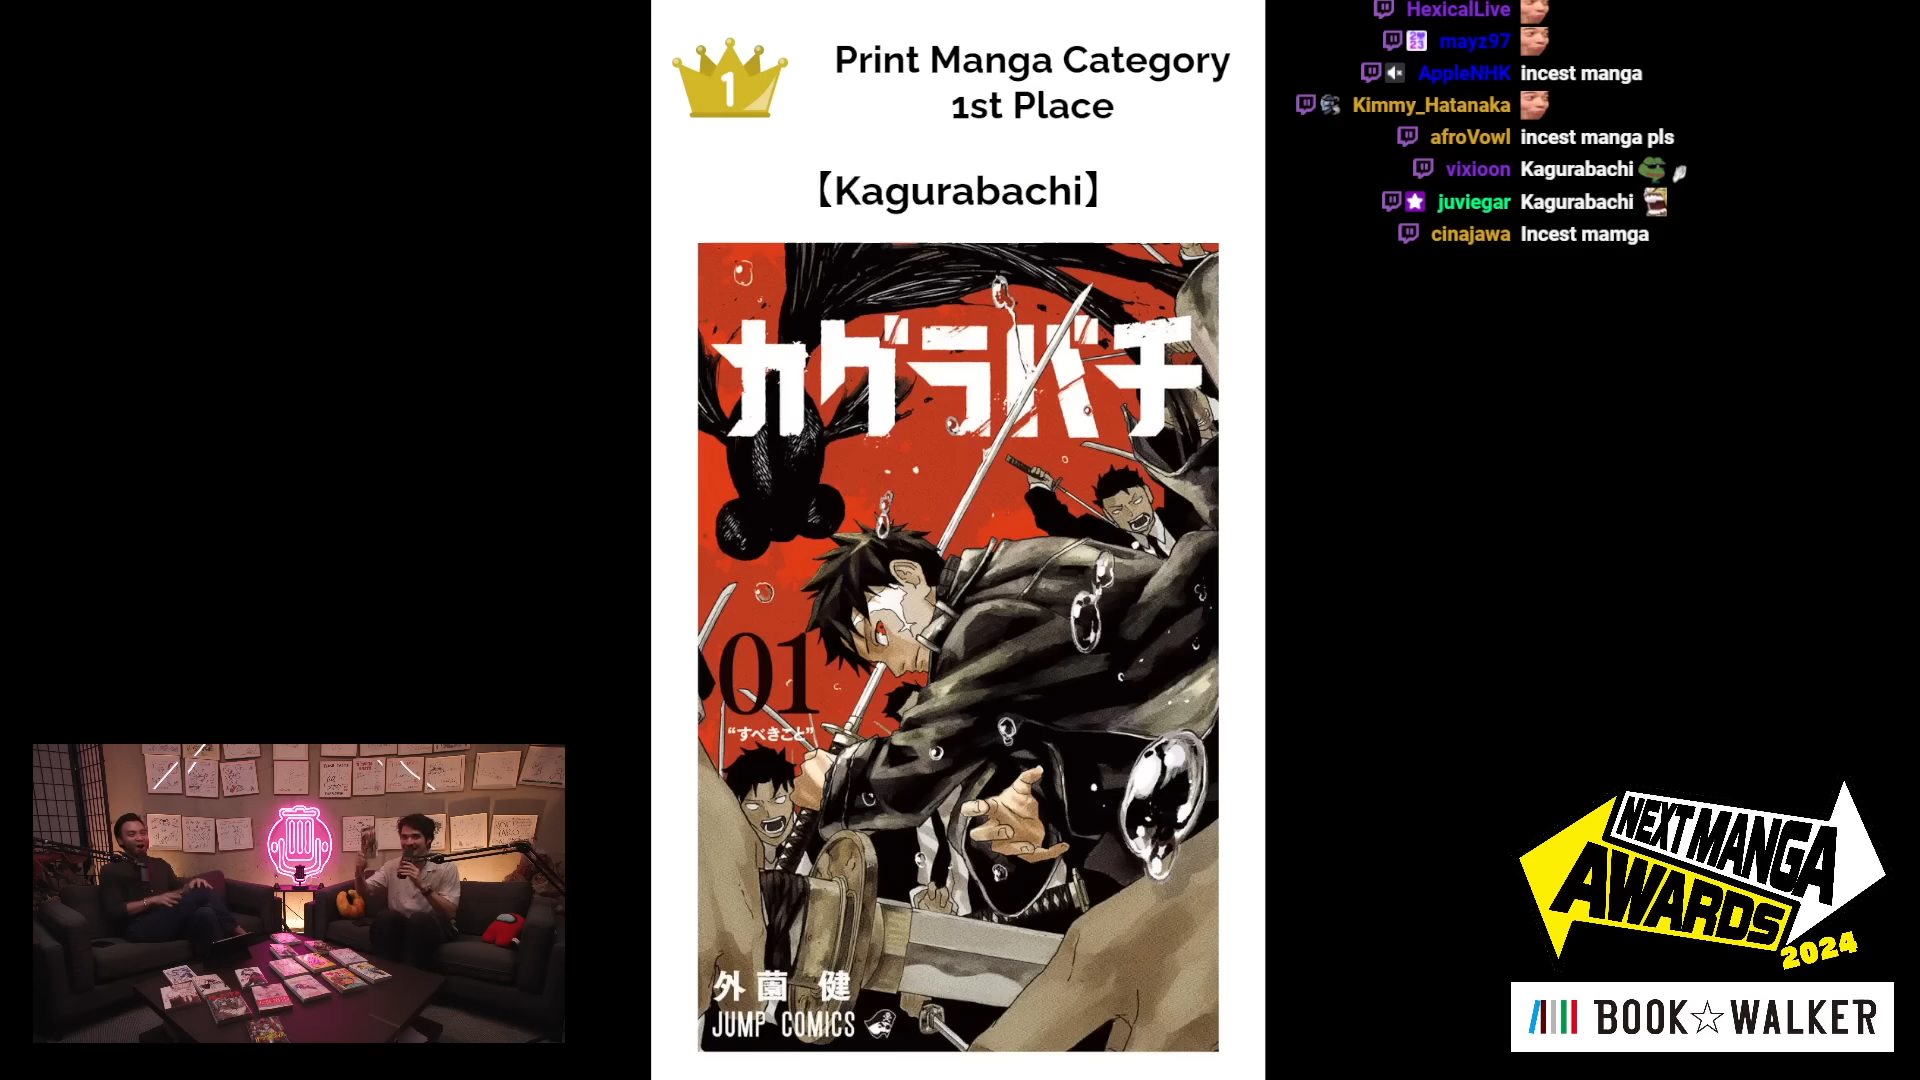 Print Manga Category
1st Place
1
【Kagurabachi】
カグラバチ
01
“すべきこと”
外薗 健
JUMP COMICS
HexicalLive
mayz97
AppleNHK incest manga
Kimmy_Hatanaka
afroVowl incest manga pls
vixioon Kagurabachi
juviegar Kagurabachi
cinajawa Incest mamga
NEXT MANGA
AWARDS
2024
BOOK☆WALKER